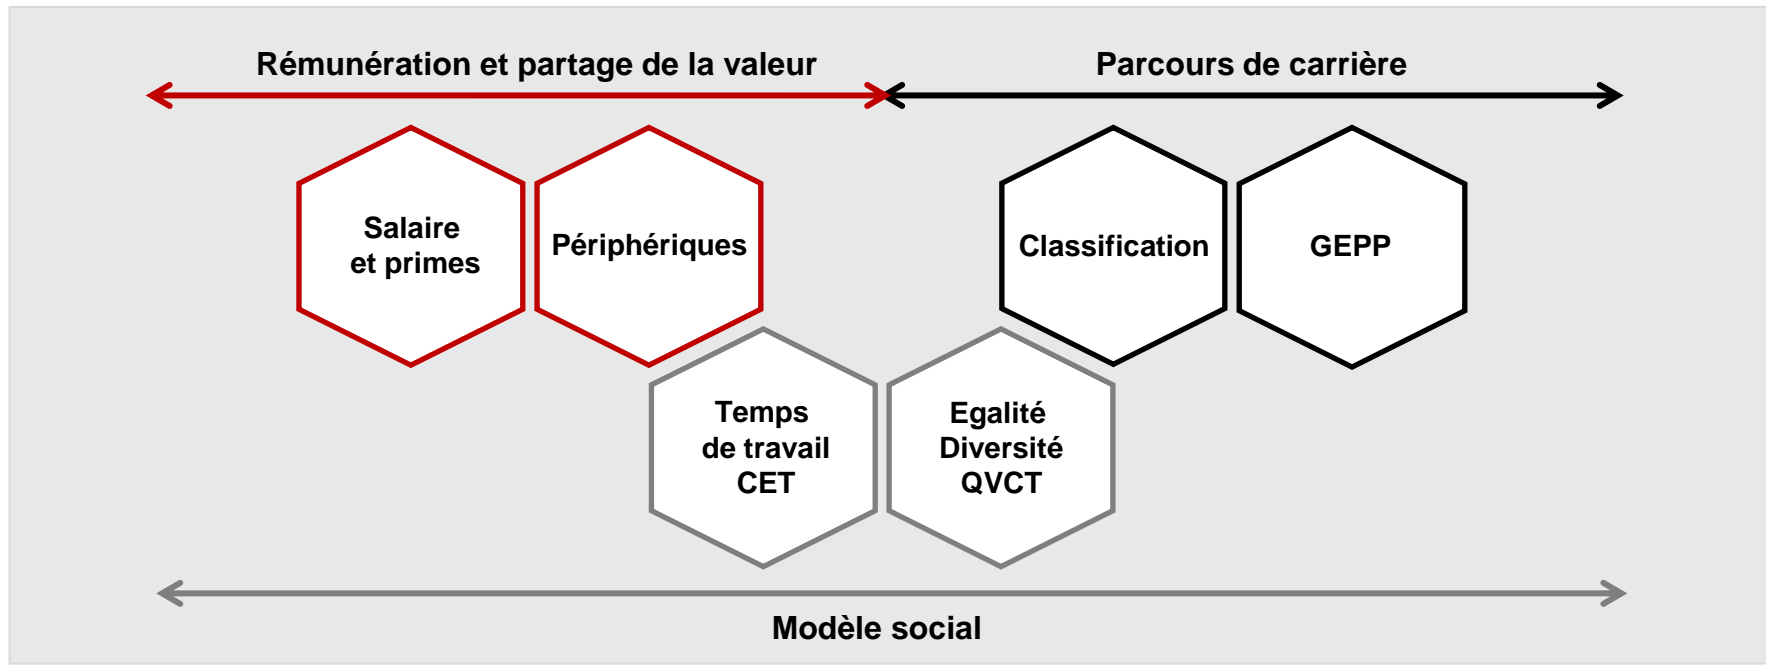 Rémunération et partage de la valeur
Parcours de carrière
Salaire
et primes
Périphériques
Classification
GEPP
Temps
de travail
CET
Egalité
Diversité
QVCT
Modèle social